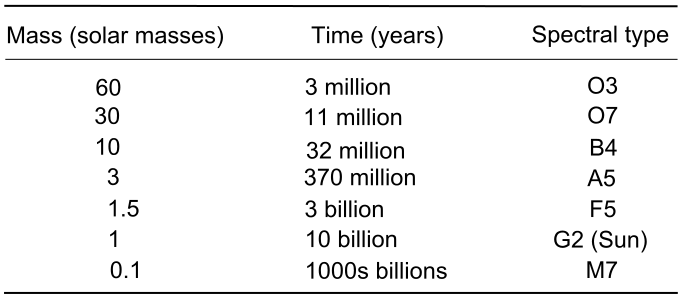 Mass (solar masses) Time (years) Spectral type
60 3 million O3
30 11 million O7
10 32 million B4
3 370 million A5
1.5 3 billion F5
1 10 billion G2 (Sun)
0.1 1000s billions M7